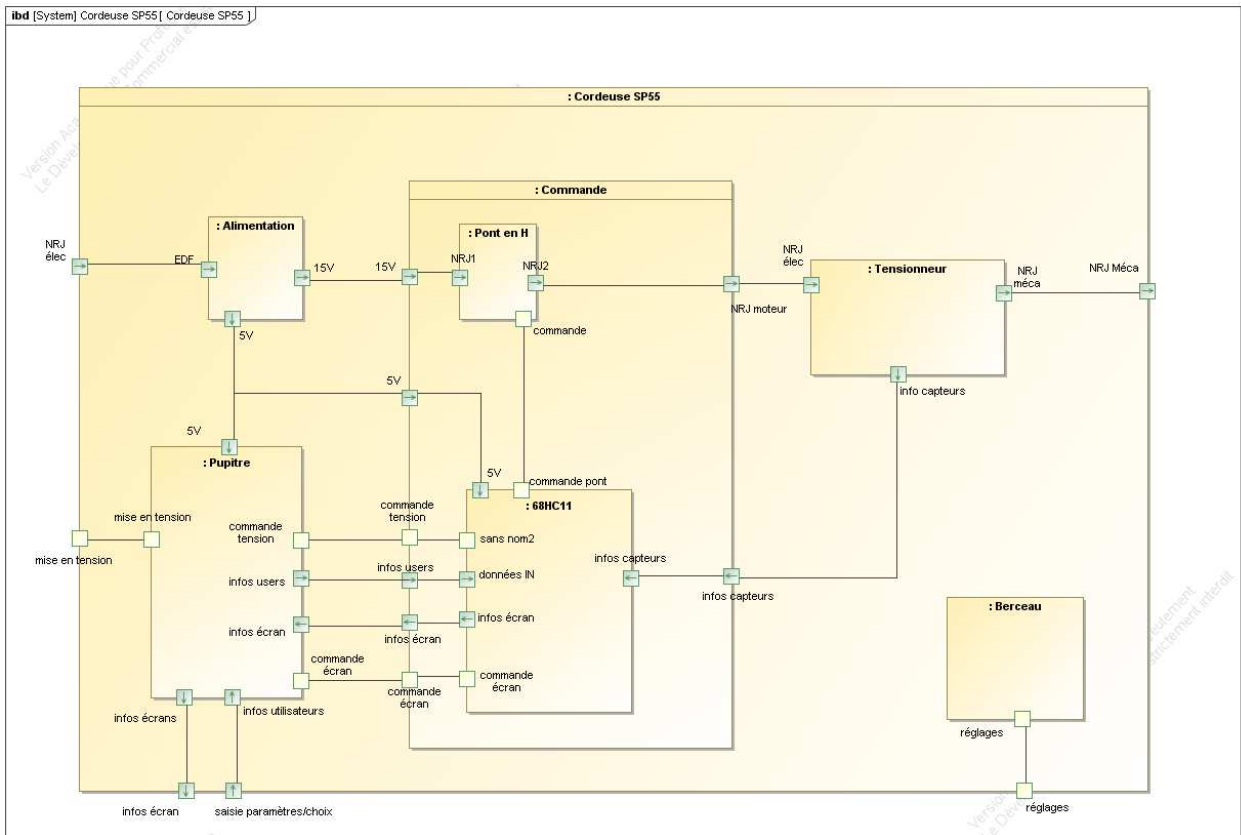 ibd [System] Cordeuse SP55[ Cordeuse SP55 ]
: Cordeuse SP55
: Commande
: Alimentation
: Pont en H
NRJ
élec
EDF
15V
15V
NRJ1
NRJ2
NRJ
élec
: Tensionneur
NRJ
méca
NRJ Méca
NRJ moteur
5V
commande
5V
info capteurs
5V
: Pupitre
5V
commande pont
: 68HC11
mise en tension
mise en tension
commande
tension
commande
tension
sans nom2
infos capteurs
infos capteurs
infos users
infos users
données IN
infos écran
infos écran
infos écran
: Berceau
commande
écran
commande
écran
commande
écran
infos écrans
infos utilisateurs
réglages
infos écran
saisie paramètres/choix
réglages